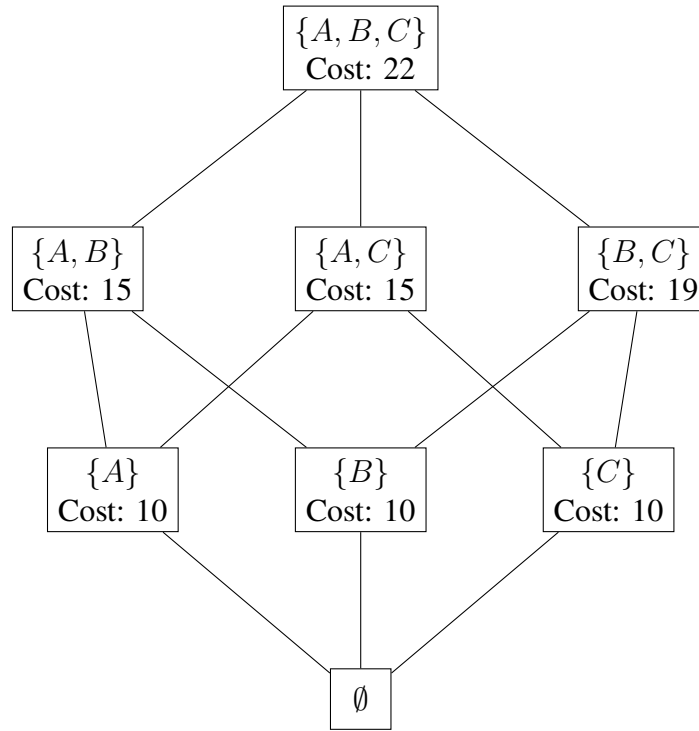 {A, B, C}
Cost: 22
{A, B}
Cost: 15
{A, C}
Cost: 15
{B, C}
Cost: 19
{A}
Cost: 10
{B}
Cost: 10
{C}
Cost: 10
∅